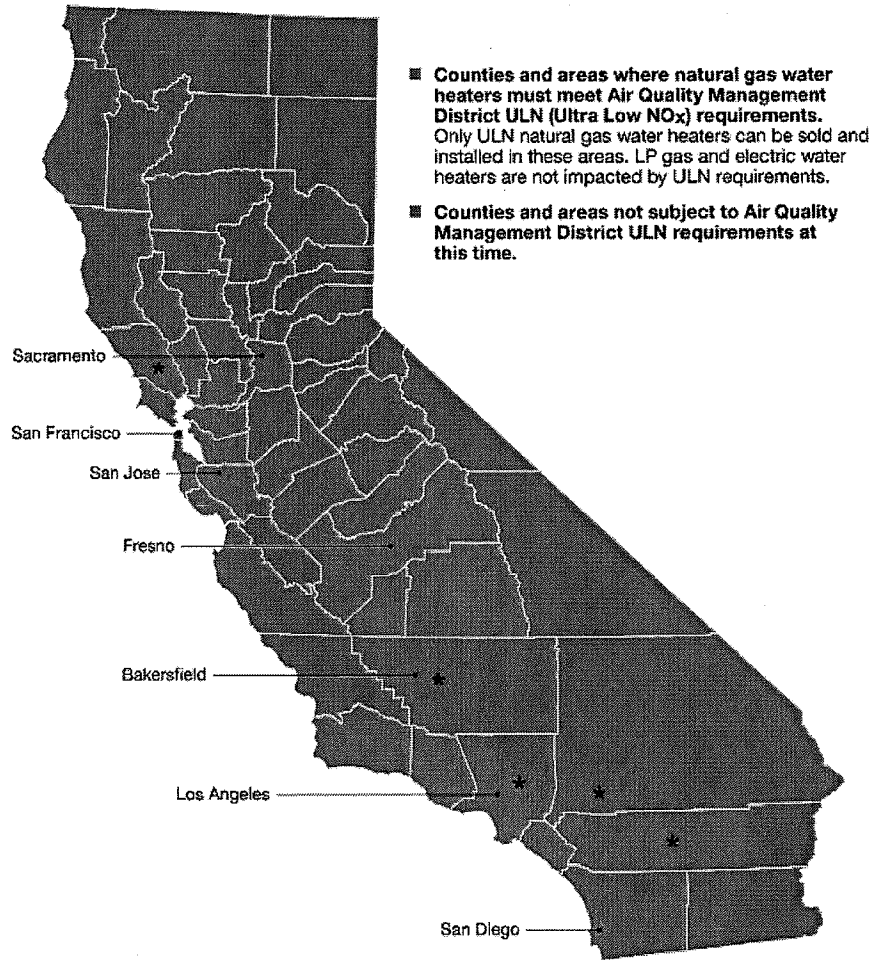 ■ Counties and areas where natural gas water
heaters must meet Air Quality Management
District ULN (Ultra Low NOx) requirements.
Only ULN natural gas water heaters can be sold and
installed in these areas. LP gas and electric water
heaters are not impacted by ULN requirements.
■ Counties and areas not subject to Air Quality
Management District ULN requirements at
this time.
Sacramento
*
San Francisco
San Jose
Fresno
Bakersfield
*
Los Angeles
*
*
*
San Diego